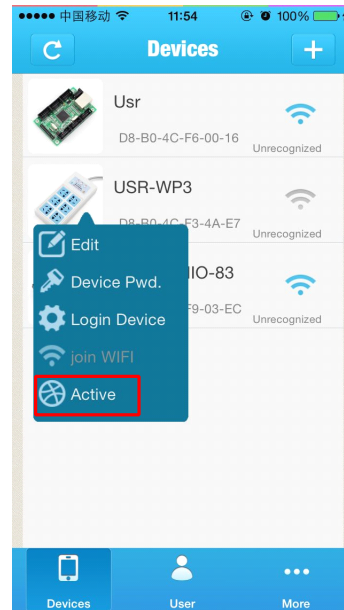 中国移动 11:54 100%
Devices
Usr
D8-B0-4C-F6-00-16
Unrecognized
USR-WP3
D8-B0-4C-F3-4A-E7
Unrecognized
Edit
IO-83
Device Pwd.
F9-03-EC
Unrecognized
Login Device
join WIFI
Active
Devices User More